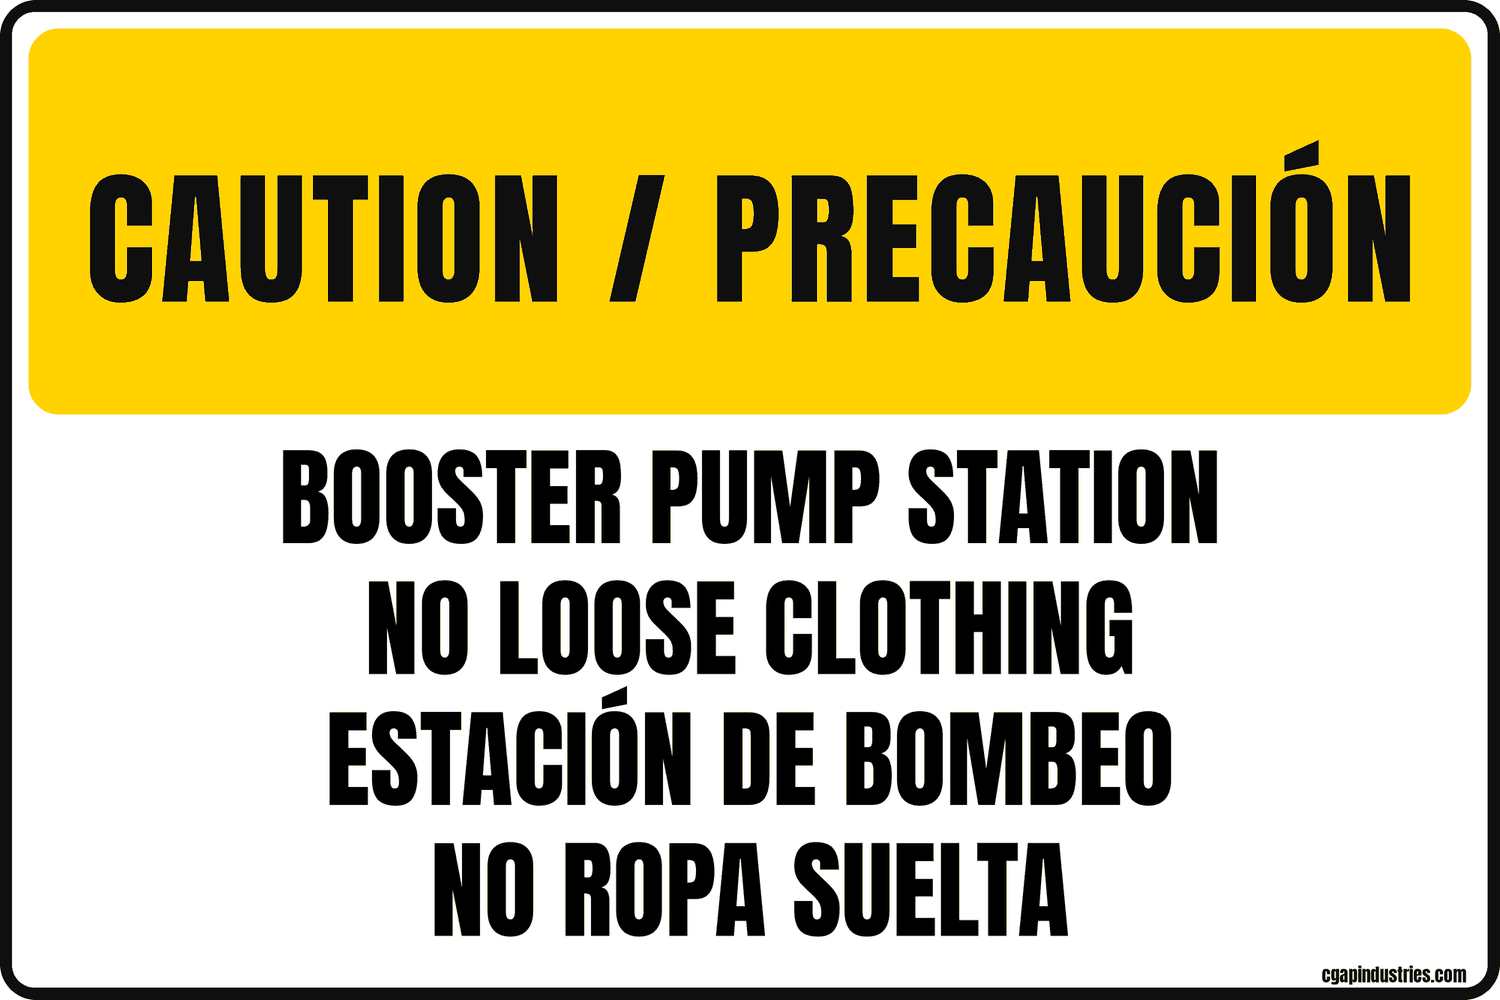 CAUTION / PRECAUCIÓN
BOOSTER PUMP STATION
NO LOOSE CLOTHING
ESTACIÓN DE BOMBEO
NO ROPA SUELTA
cgapindustries.com